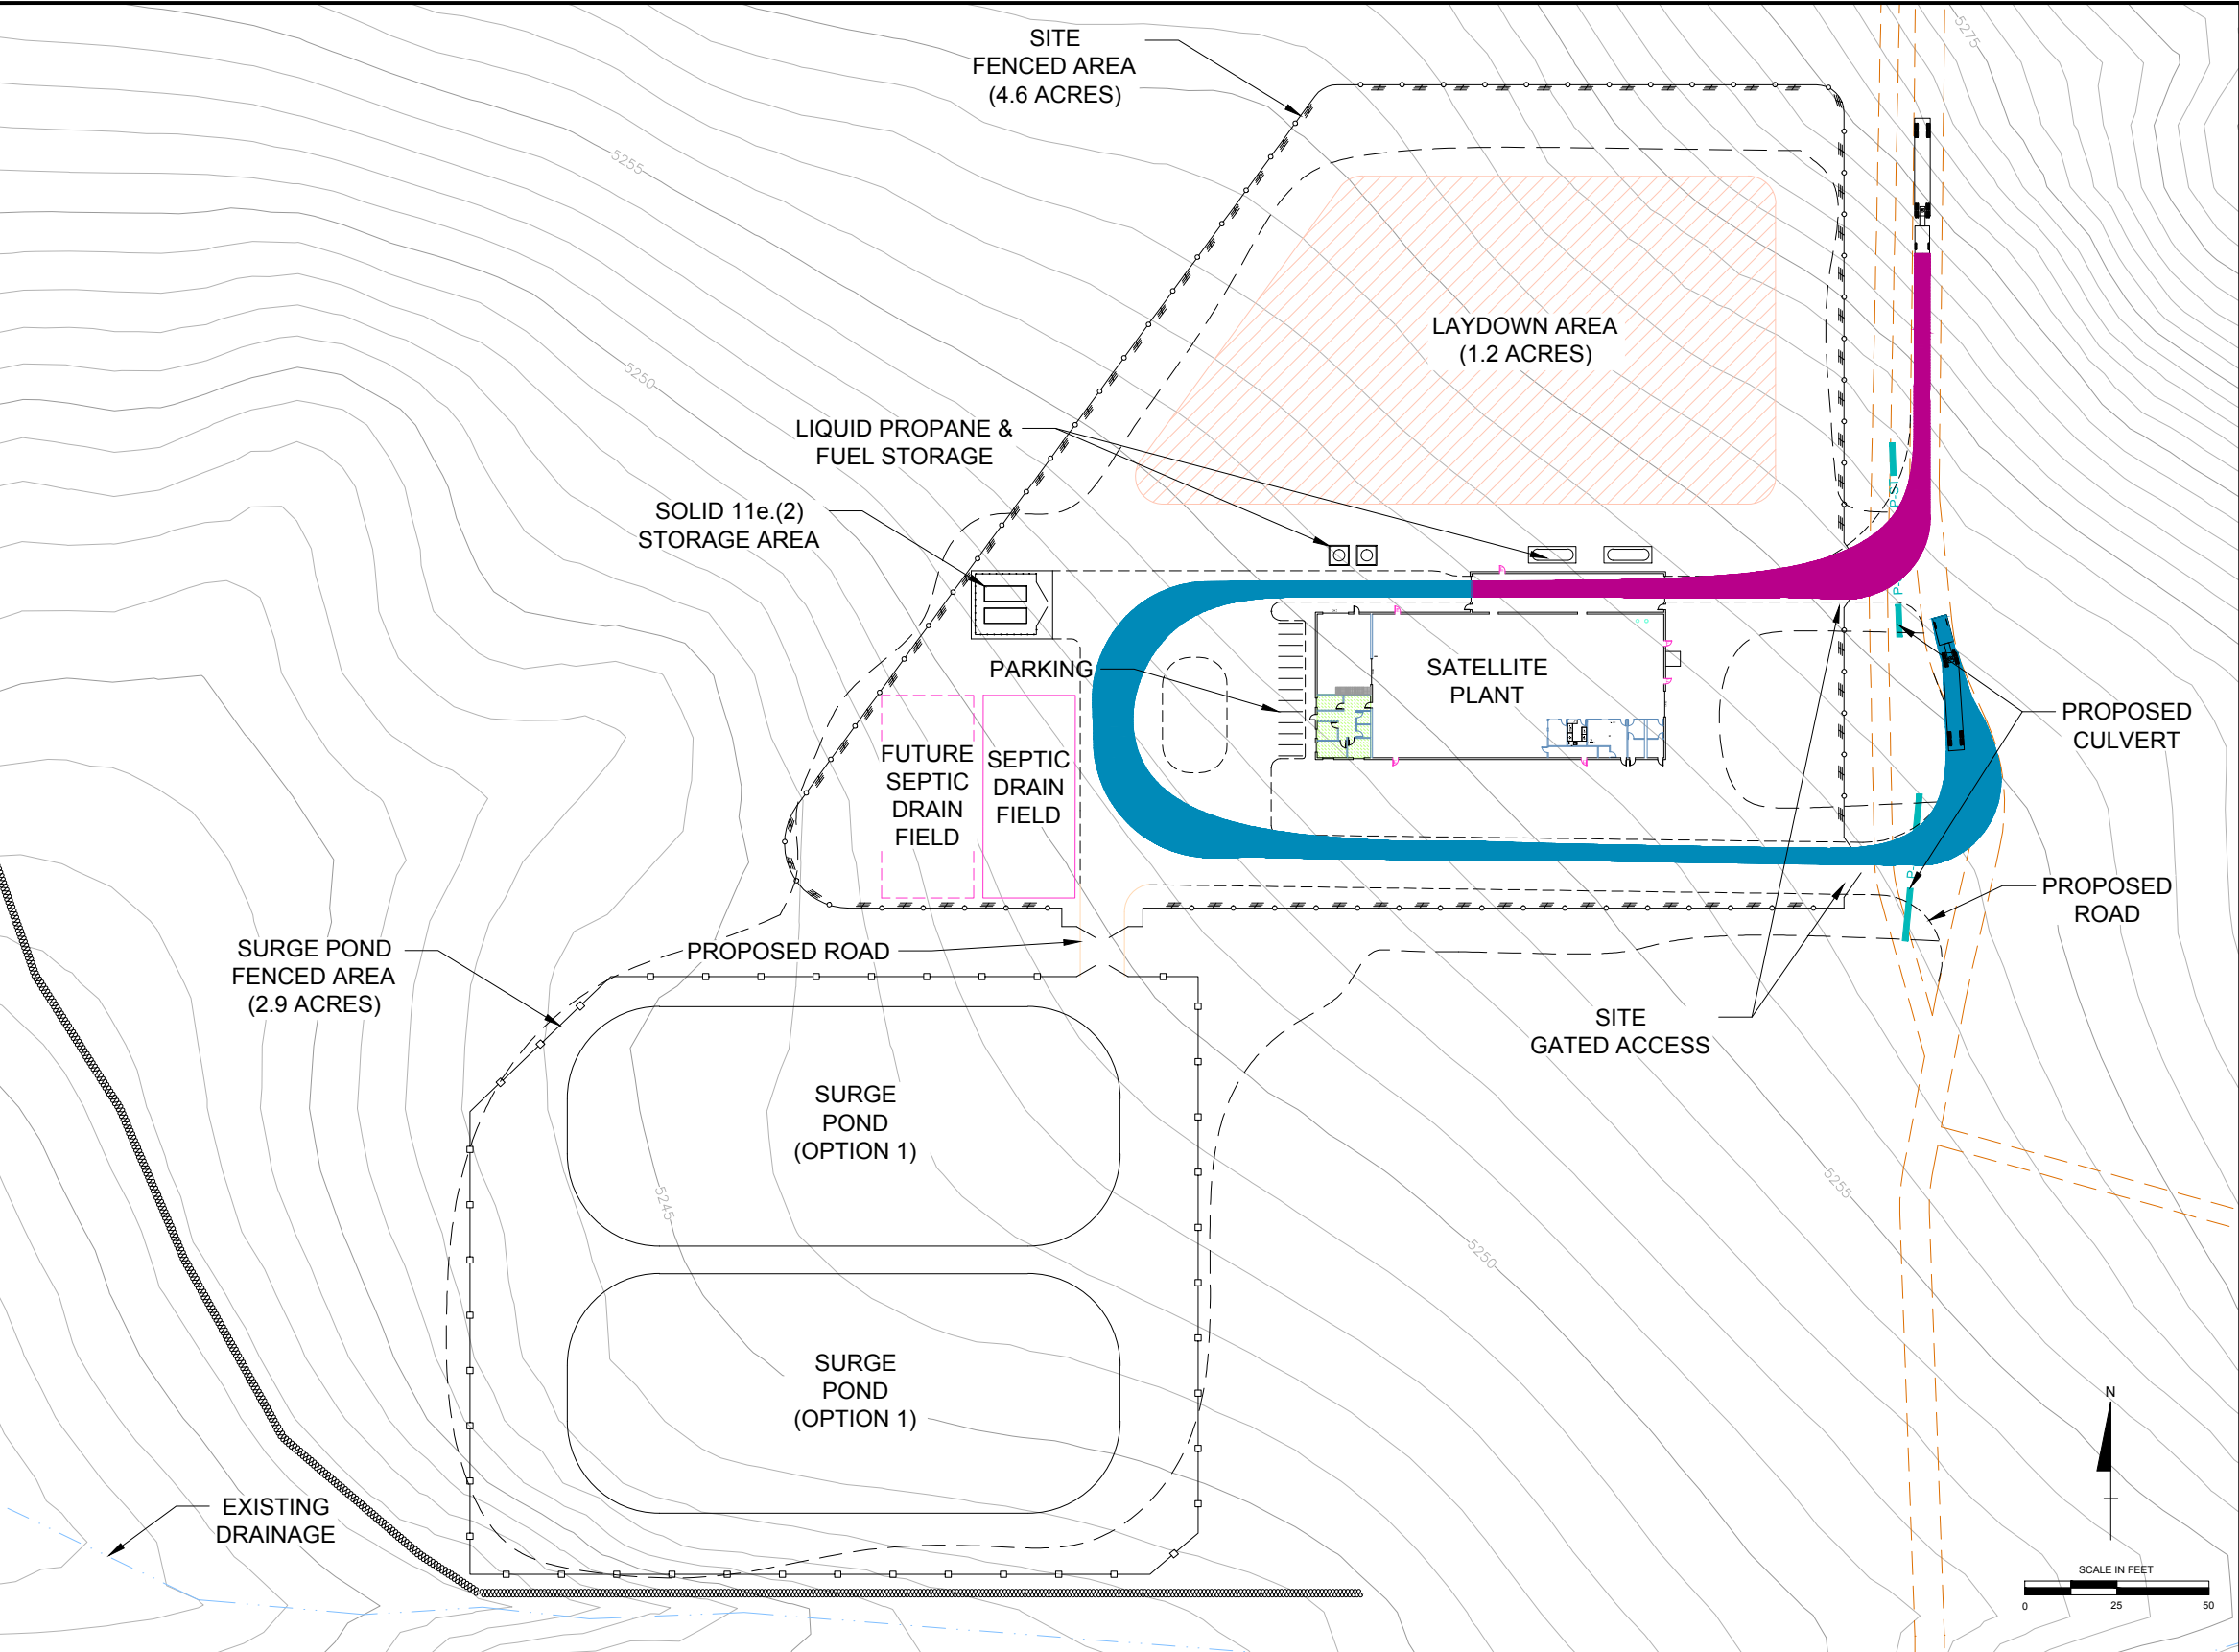 5275
SITE
FENCED AREA
(4.6 ACRES)
5255
LAYDOWN AREA
(1.2 ACRES)
5250
LIQUID PROPANE &
FUEL STORAGE
SOLID 11e.(2)
STORAGE AREA
PARKING
SATELLITE
PLANT
PROPOSED
CULVERT
FUTURE
SEPTIC
DRAIN
FIELD
SEPTIC
DRAIN
FIELD
PROPOSED
ROAD
SURGE POND
FENCED AREA
(2.9 ACRES)
PROPOSED ROAD
SITE
GATED ACCESS
SURGE
POND
(OPTION 1)
5245
5255
5250
SURGE
POND
(OPTION 1)
N
EXISTING
DRAINAGE
SCALE IN FEET
0 25 50